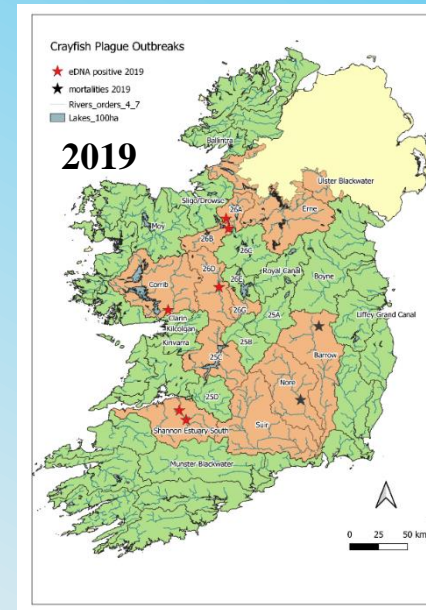 Crayfish Plague Outbreaks
eDNA positive 2019
mortalities 2019
Rivers_orders_4_7
Lakes_100ha
2019
Ballintra
Ulster Blackwater
Sligo/Drowse
26A
Erne
Moy
26B
26C
Royal Canal
Boyne
26D
26E
Corrib
Liffey Grand Canal
26G
25A
Clarin
Kilcolgan
Kinvarra
25B
Barrow
25C
Nore
25D
Suir
Shannon Estuary South
Munster Blackwater
0 25 50 km